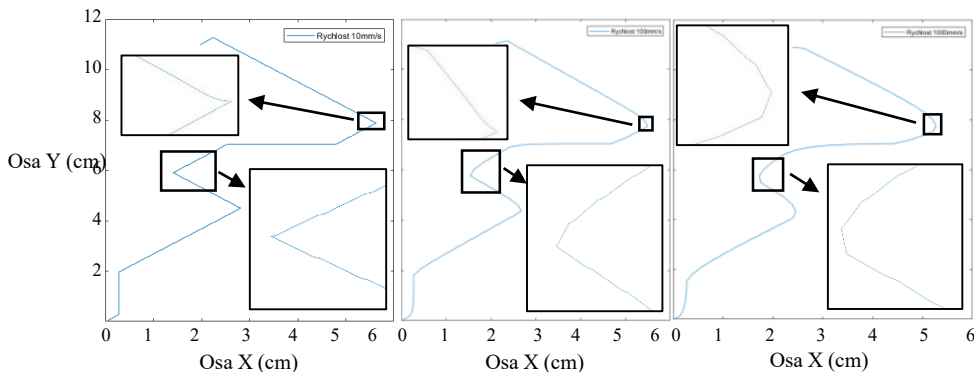 12
10
8
6
4
2
0
Osa Y (cm)
Rychlost 10mm/s
0 1 2 3 4 5 6
Osa X (cm)
Rychlost 100mm/s
0 1 2 3 4 5 6
Osa X (cm)
Rychlost 1000mm/s
0 1 2 3 4 5 6
Osa X (cm)